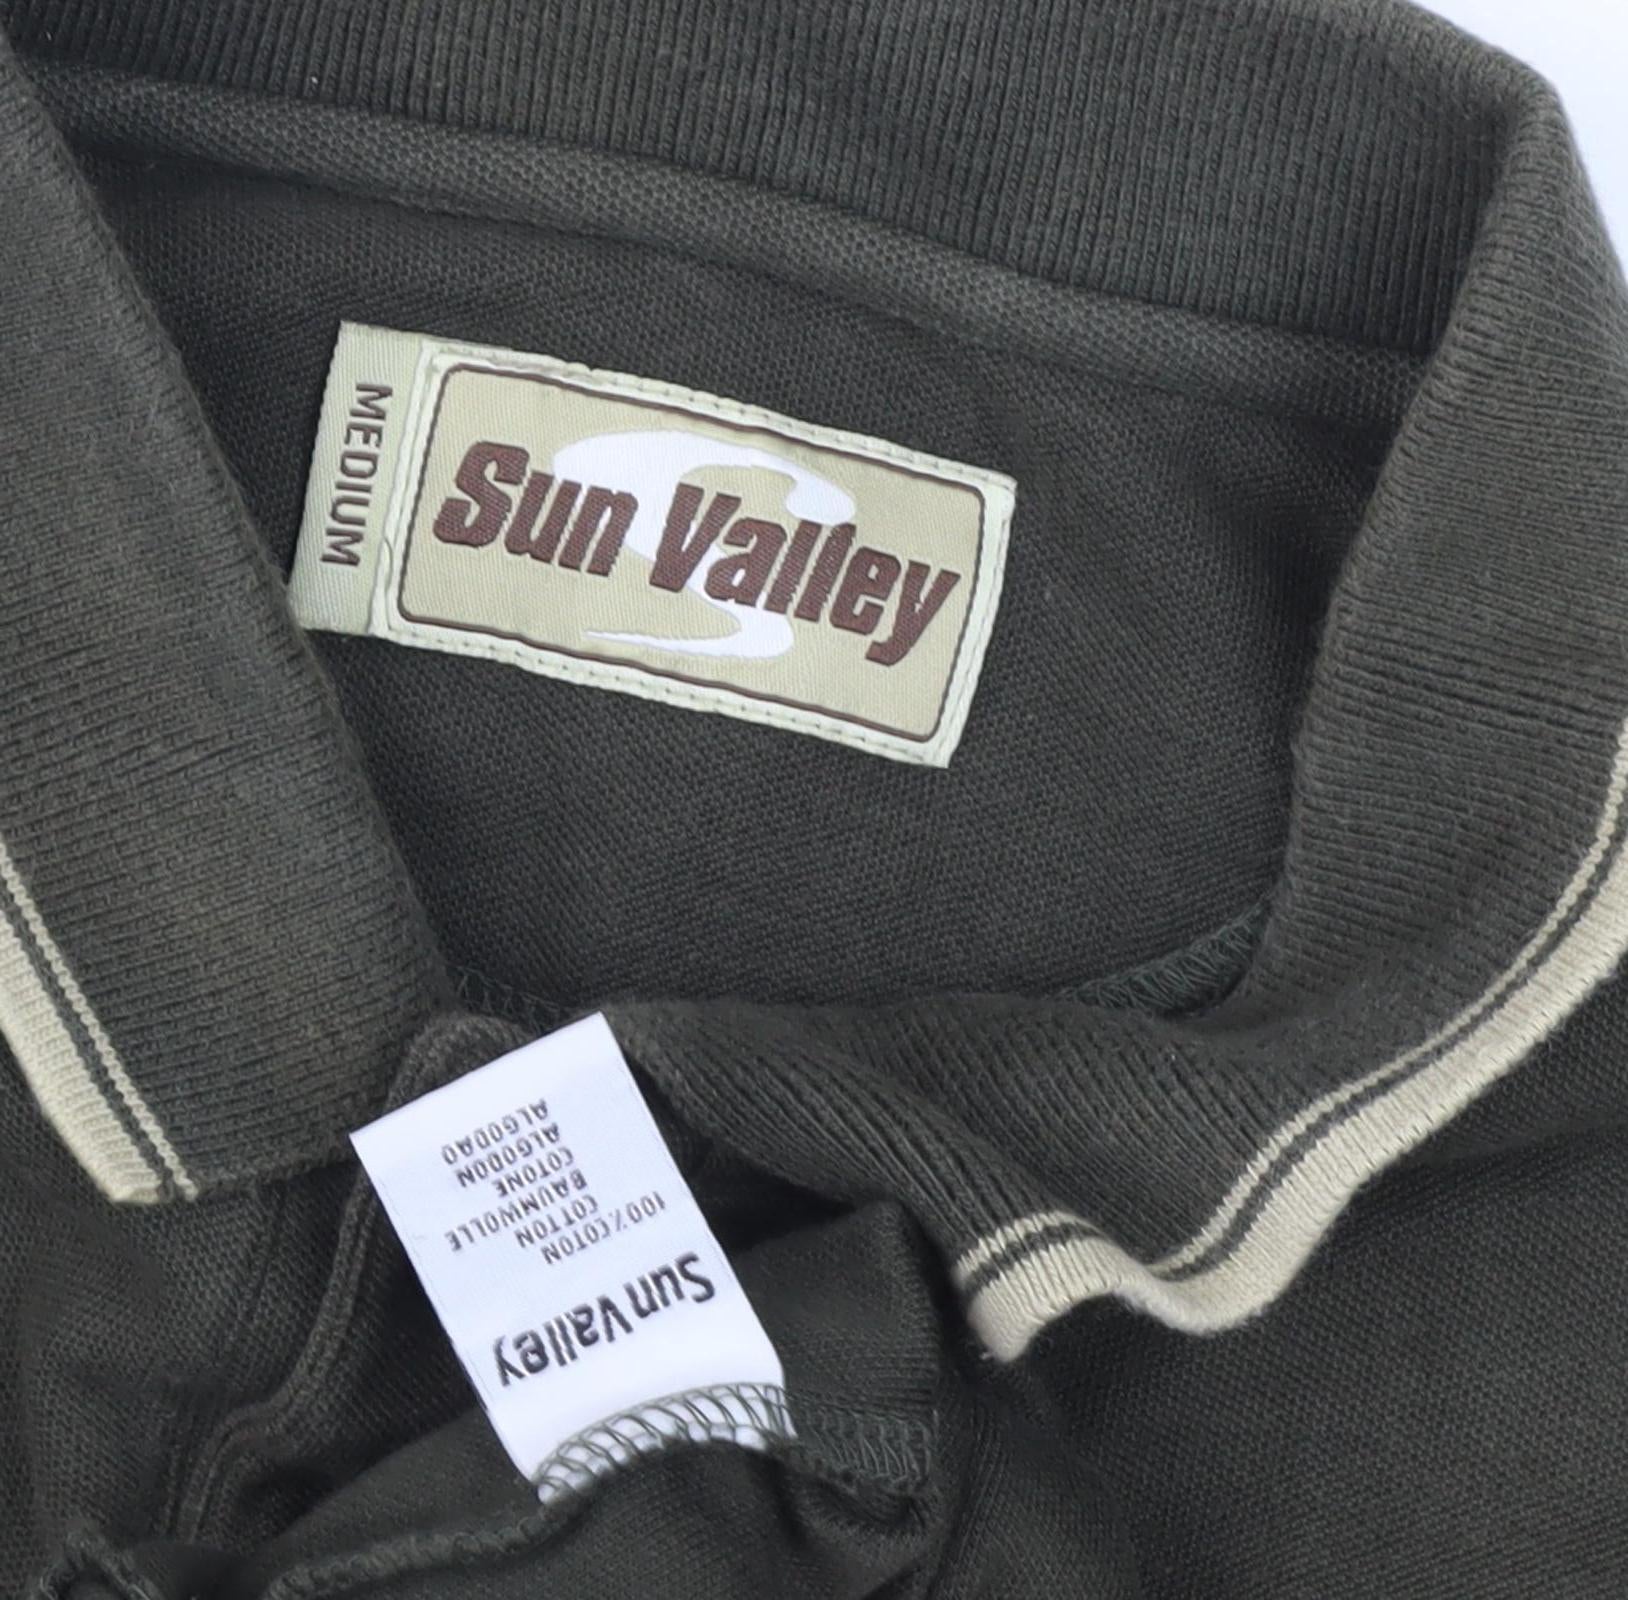 MEDIUM
Sun Valley
Sun Valley
100%COTON
COTTON
BAUMWOLLE
COTONE
ALGODON
ALGODAO